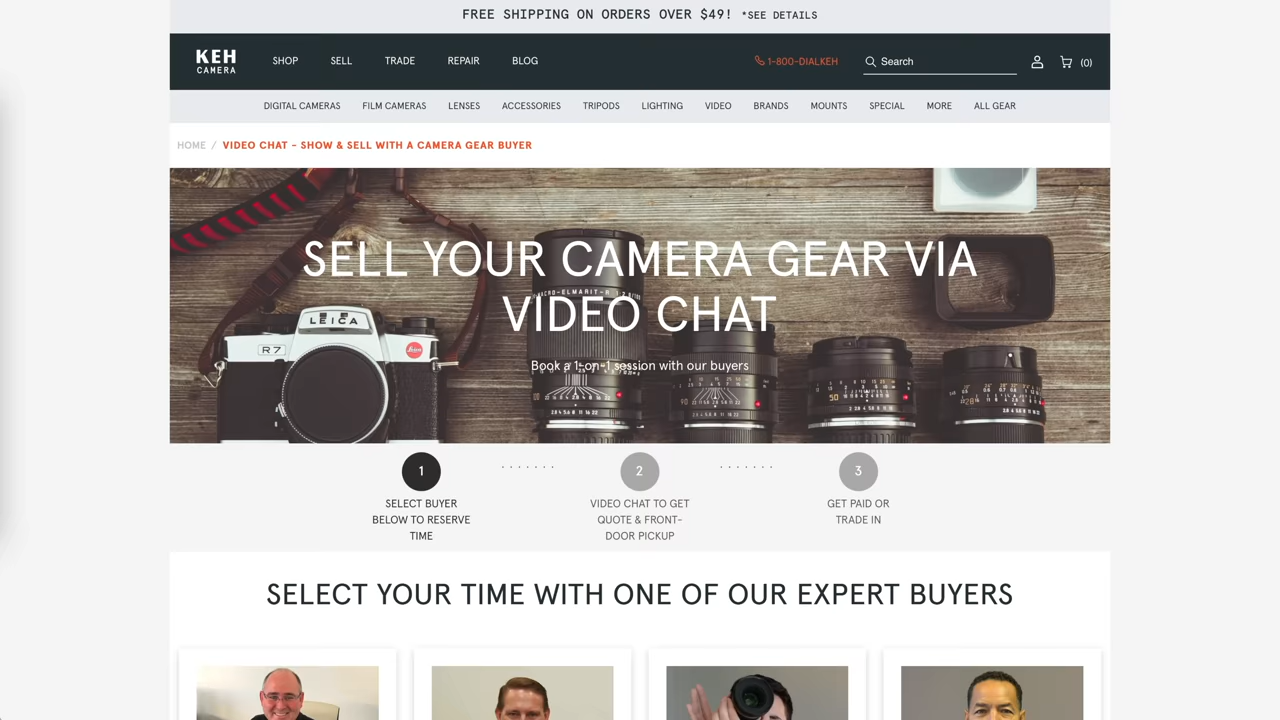 FREE SHIPPING ON ORDERS OVER $49! *SEE DETAILS
KEH
CAMERA
SHOP SELL TRADE REPAIR BLOG
1-800-DIALKEH
Search
(0)
DIGITAL CAMERAS FILM CAMERAS LENSES ACCESSORIES TRIPODS LIGHTING VIDEO BRANDS MOUNTS SPECIAL MORE ALL GEAR
HOME / VIDEO CHAT - SHOW & SELL WITH A CAMERA GEAR BUYER
SELL YOUR CAMERA GEAR VIA
VIDEO CHAT
Book a 1-on-1 session with our buyers
LEICA
R7
1
SELECT BUYER
BELOW TO RESERVE
TIME
2
VIDEO CHAT TO GET
QUOTE & FRONT-
DOOR PICKUP
3
GET PAID OR
TRADE IN
SELECT YOUR TIME WITH ONE OF OUR EXPERT BUYERS